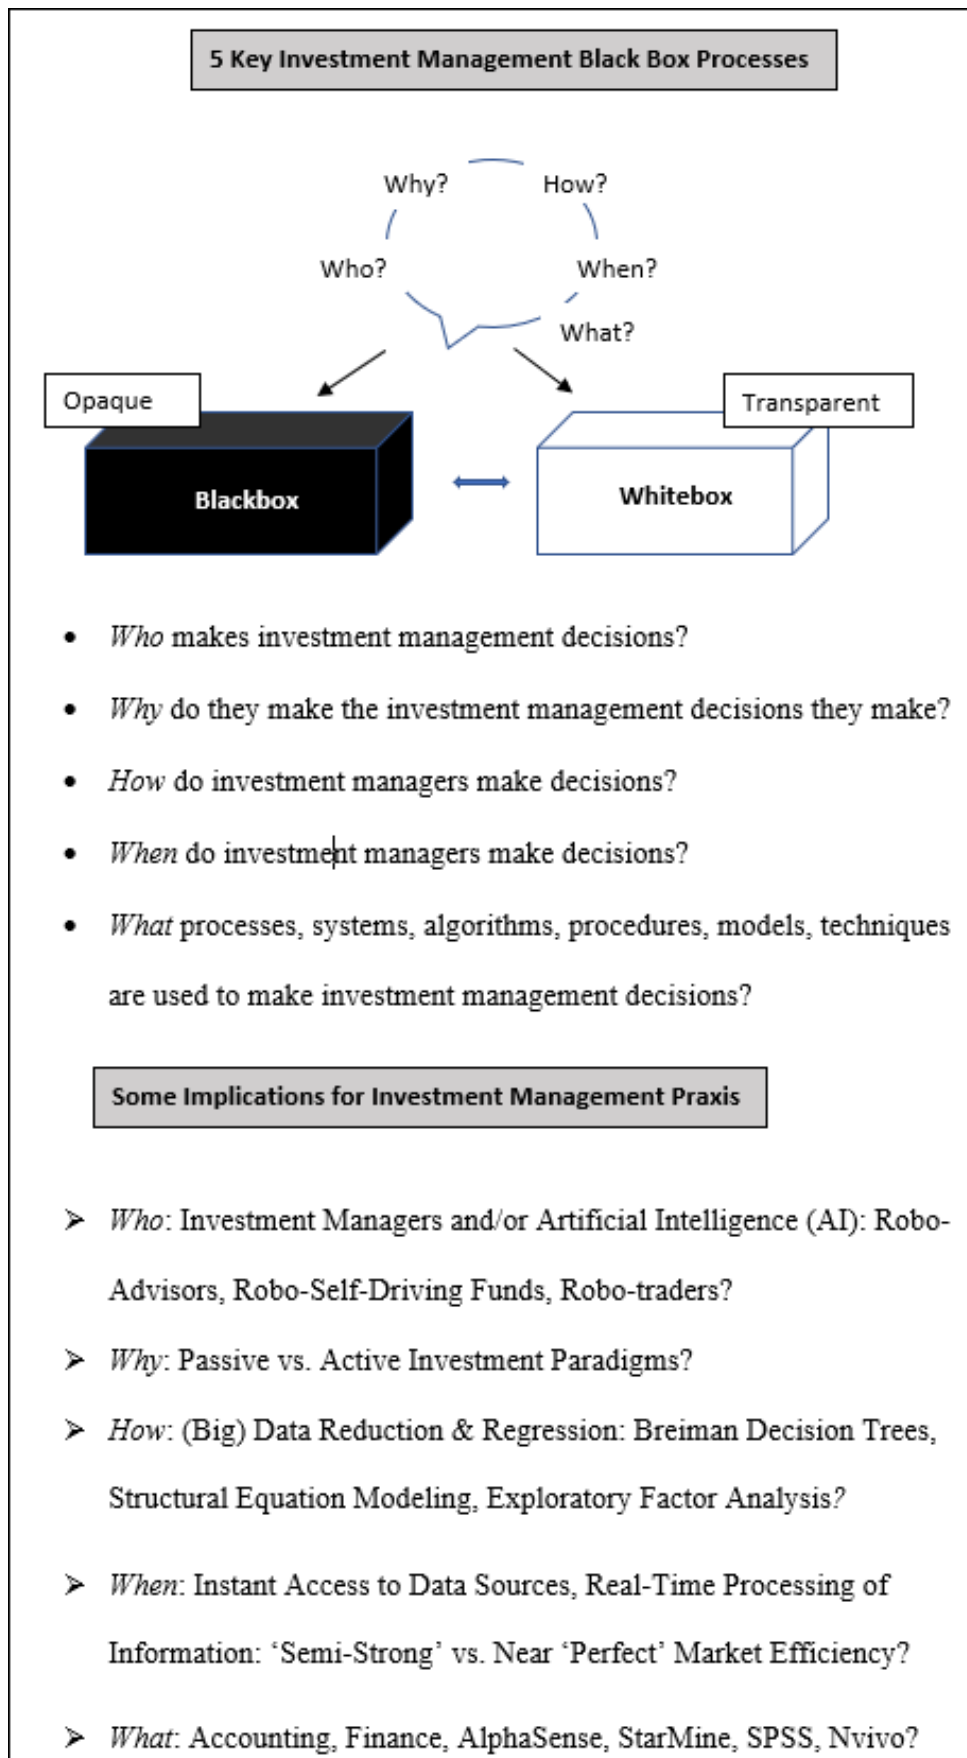 5 Key Investment Management Black Box Processes
Why?
How?
Who?
When?
What?
Opaque
Transparent
Blackbox
Whitebox
• Who makes investment management decisions?
• Why do they make the investment management decisions they make?
• How do investment managers make decisions?
• When do investment managers make decisions?
• What processes, systems, algorithms, procedures, models, techniques
are used to make investment management decisions?
Some Implications for Investment Management Praxis
➢ Who: Investment Managers and/or Artificial Intelligence (AI): Robo-
Advisors, Robo-Self-Driving Funds, Robo-traders?
➢ Why: Passive vs. Active Investment Paradigms?
➢ How: (Big) Data Reduction & Regression: Breiman Decision Trees,
Structural Equation Modeling, Exploratory Factor Analysis?
➢ When: Instant Access to Data Sources, Real-Time Processing of
Information: ‘Semi-Strong’ vs. Near ‘Perfect’ Market Efficiency?
➢ What: Accounting, Finance, AlphaSense, StarMine, SPSS, Nvivo?